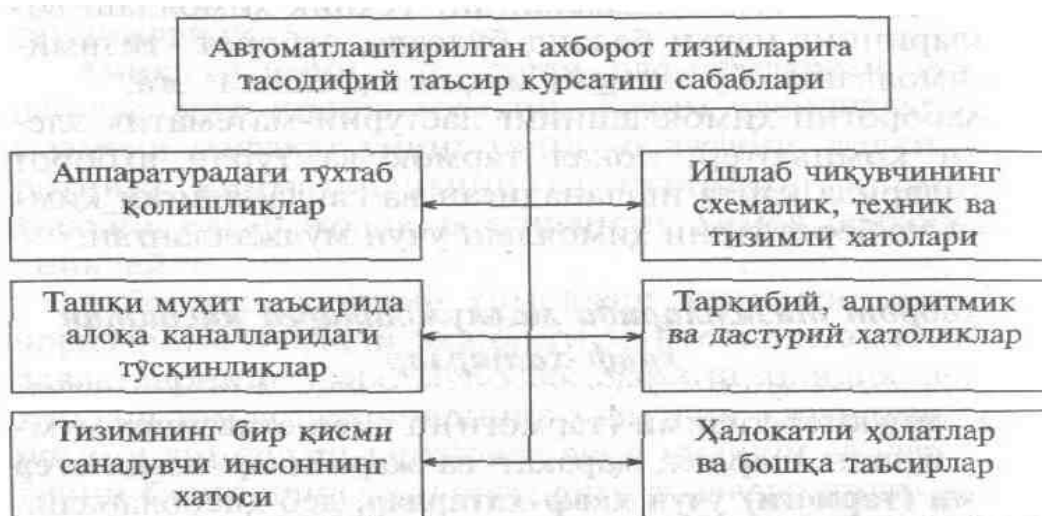 Автоматлаштирилган ахборот тизимларига
тасодифий таъсир кўрсатиш сабаблари
Аппаратурадаги тўхтаб
қолишликлар
Ишлаб чиқувчининг
схемалик, техник ва
тизимли хатолари
Ташқи муҳит таъсирида
алоқа каналларидаги
тўсқинликлар
Таркибий, алгоритмик
ва дастурий хатоликлар
Тизимнинг бир қисми
саналувчи инсоннинг
хатоси
Ҳалокатли ҳолатлар
ва бошқа таъсирлар